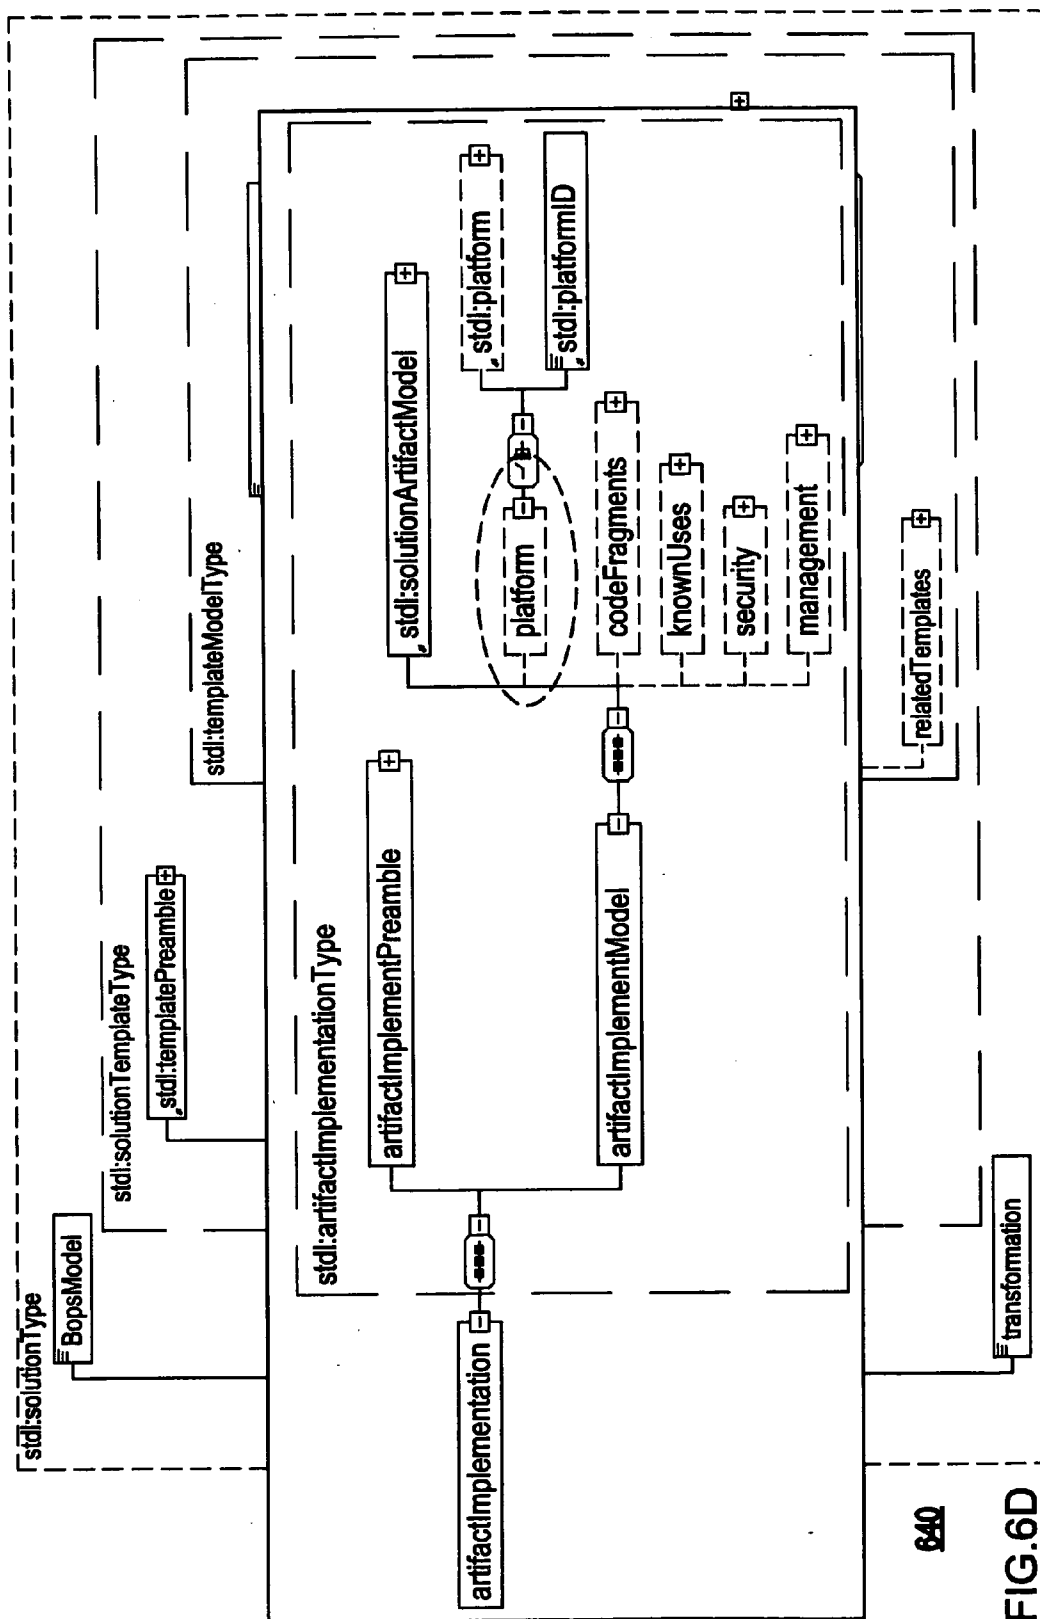 stdl:solutionType
BopsModel
stdl:solutionTemplateType
stdl:templatePreamble
stdl:templateModelType
stdl:artifactImplementationType
artifactImplementation
artifactImplementPreamble
artifactImplementModel
stdl:solutionArtifactModel
platform
stdl:platform
stdl:platformID
codeFragments
knownUses
security
management
relatedTemplates
transformation
640
FIG.6D